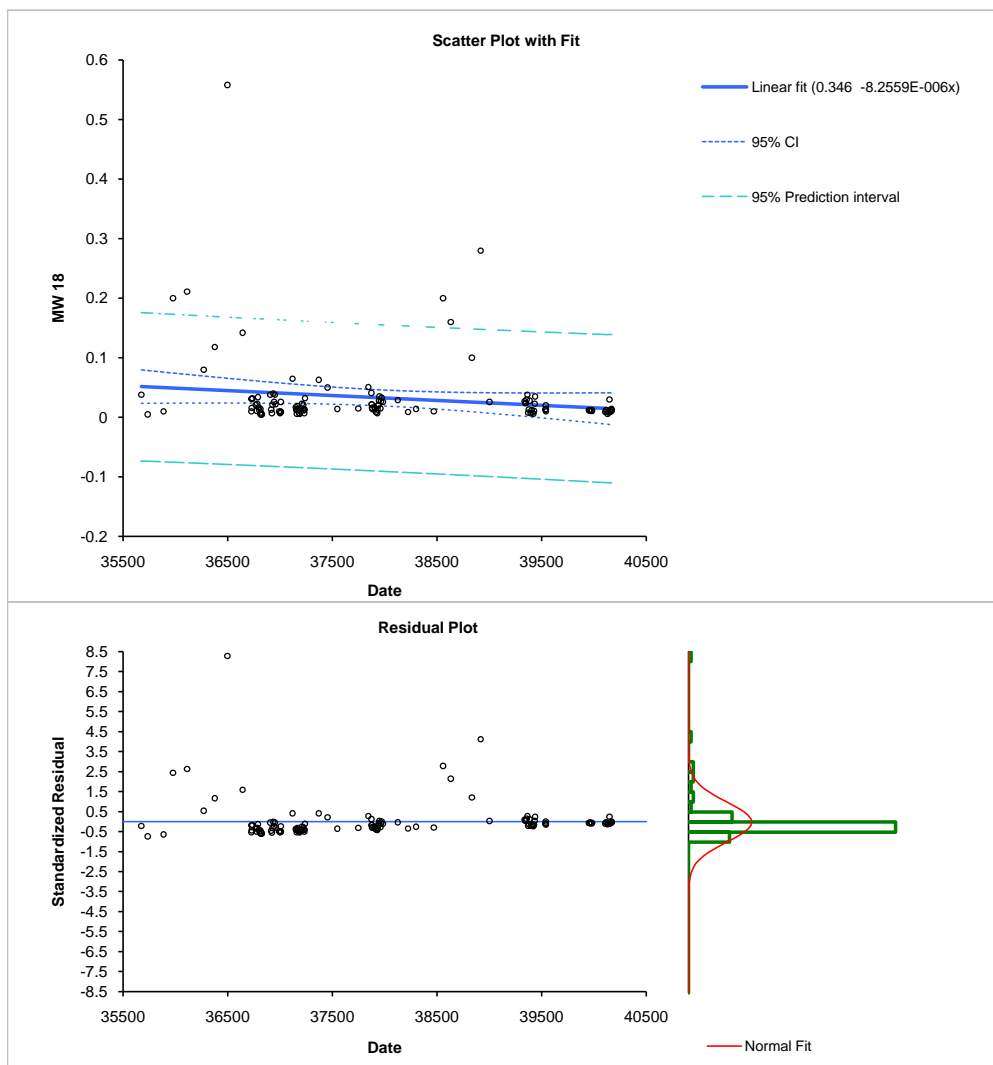 Scatter Plot with Fit
0.6
0.5
0.4
0.3
0.2
0.1
0
-0.1
-0.2
MW 18
35500 36500 37500 38500 39500 40500
Date
Linear fit (0.346 -8.2559E-006x)
95% CI
95% Prediction interval
Residual Plot
8.5
7.5
6.5
5.5
4.5
3.5
2.5
1.5
0.5
-0.5
-1.5
-2.5
-3.5
-4.5
-5.5
-6.5
-7.5
-8.5
Standardized Residual
35500 36500 37500 38500 39500 40500
Date
Normal Fit